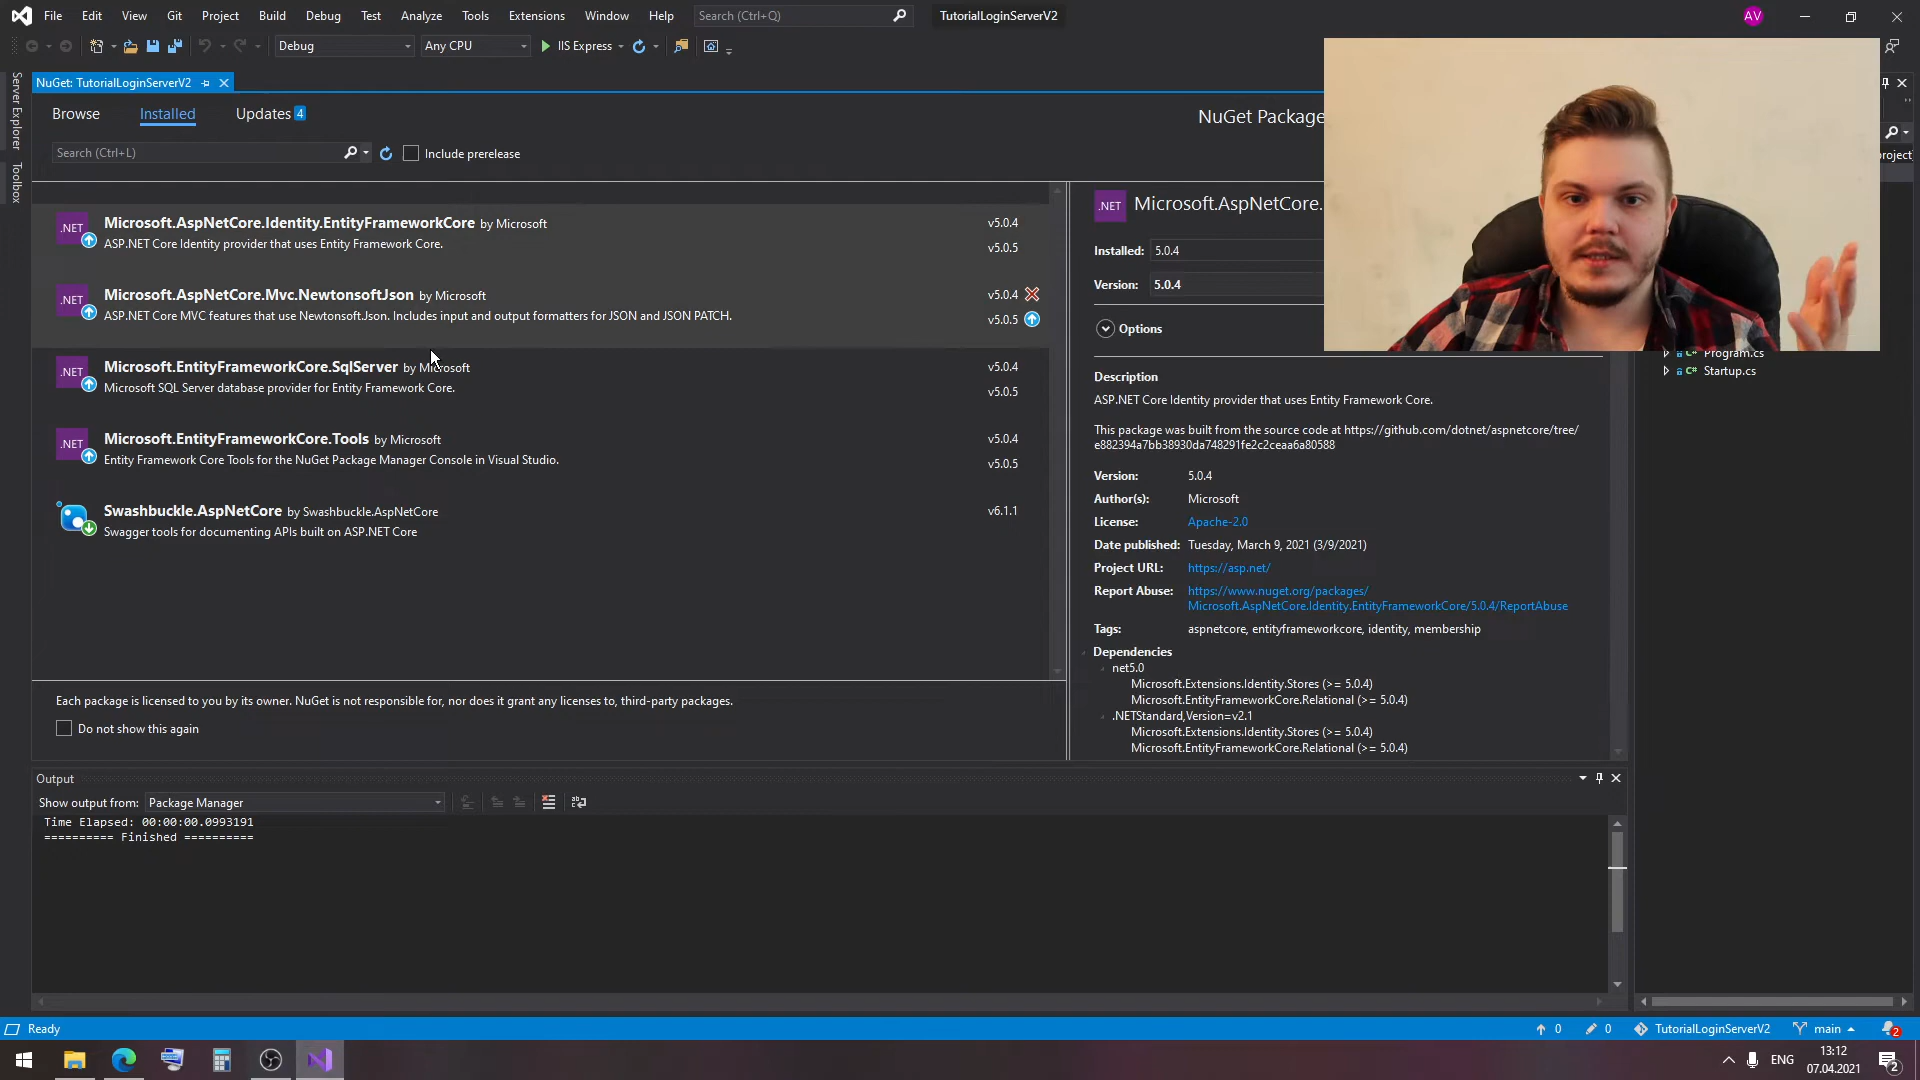 File Edit View Git Project Build Debug Test Analyze Tools Extensions Window Help Search (Ctrl+Q) TutorialLoginServerV2 AV
Debug Any CPU IIS Express
NuGet: TutorialLoginServerV2
Server Explorer
Toolbox
Browse Installed Updates 4
NuGet Package
Search (Ctrl+L) Include prerelease
Microsoft.AspNetCore.Identity.EntityFrameworkCore by Microsoft v5.0.4
ASP.NET Core Identity provider that uses Entity Framework Core. v5.0.5
.NET
Microsoft.AspNetCore.Mvc.NewtonsoftJson by Microsoft v5.0.4
ASP.NET Core MVC features that use Newtonsoft.Json. Includes input and output formatters for JSON and JSON PATCH. v5.0.5
.NET
Microsoft.EntityFrameworkCore.SqlServer by Microsoft v5.0.4
Microsoft SQL Server database provider for Entity Framework Core. v5.0.5
.NET
Microsoft.EntityFrameworkCore.Tools by Microsoft v5.0.4
Entity Framework Core Tools for the NuGet Package Manager Console in Visual Studio. v5.0.5
.NET
Swashbuckle.AspNetCore by Swashbuckle.AspNetCore v6.1.1
Swagger tools for documenting APIs built on ASP.NET Core
Each package is licensed to you by its owner. NuGet is not responsible for, nor does it grant any licenses to, third-party packages.
Do not show this again
.NET Microsoft.AspNetCore.
Installed: 5.0.4
Version: 5.0.4
Options
Description
ASP.NET Core Identity provider that uses Entity Framework Core.
This package was built from the source code at https://github.com/dotnet/aspnetcore/tree/
e882394a7bb38930da748291fe2c2ceaa6a80588
Version: 5.0.4
Author(s): Microsoft
License: Apache-2.0
Date published: Tuesday, March 9, 2021 (3/9/2021)
Project URL: https://asp.net/
Report Abuse: https://www.nuget.org/packages/
Microsoft.AspNetCore.Identity.EntityFrameworkCore/5.0.4/ReportAbuse
Tags: aspnetcore, entityframeworkcore, identity, membership
Dependencies
net5.0
Microsoft.Extensions.Identity.Stores (>= 5.0.4)
Microsoft.EntityFrameworkCore.Relational (>= 5.0.4)
.NETStandard,Version=v2.1
Microsoft.Extensions.Identity.Stores (>= 5.0.4)
Microsoft.EntityFrameworkCore.Relational (>= 5.0.4)
C# Program.cs
C# Startup.cs
Output
Show output from: Package Manager
Time Elapsed: 00:00:00.0993191
========== Finished ==========
Ready 0 0 TutorialLoginServerV2 main 2
ENG 13:12
07.04.2021 2